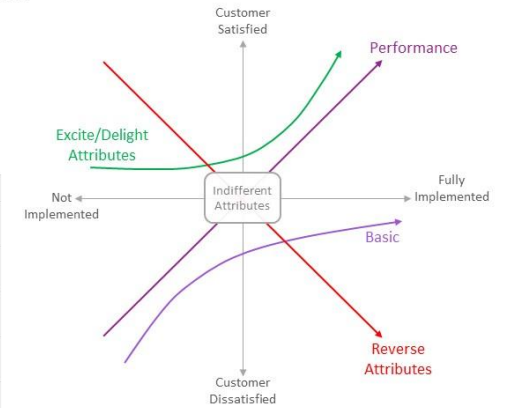 Customer
Satisfied
Performance
Excite/Delight
Attributes
Not
Implemented
Indifferent
Attributes
Fully
Implemented
Basic
Reverse
Attributes
Customer
Dissatisfied